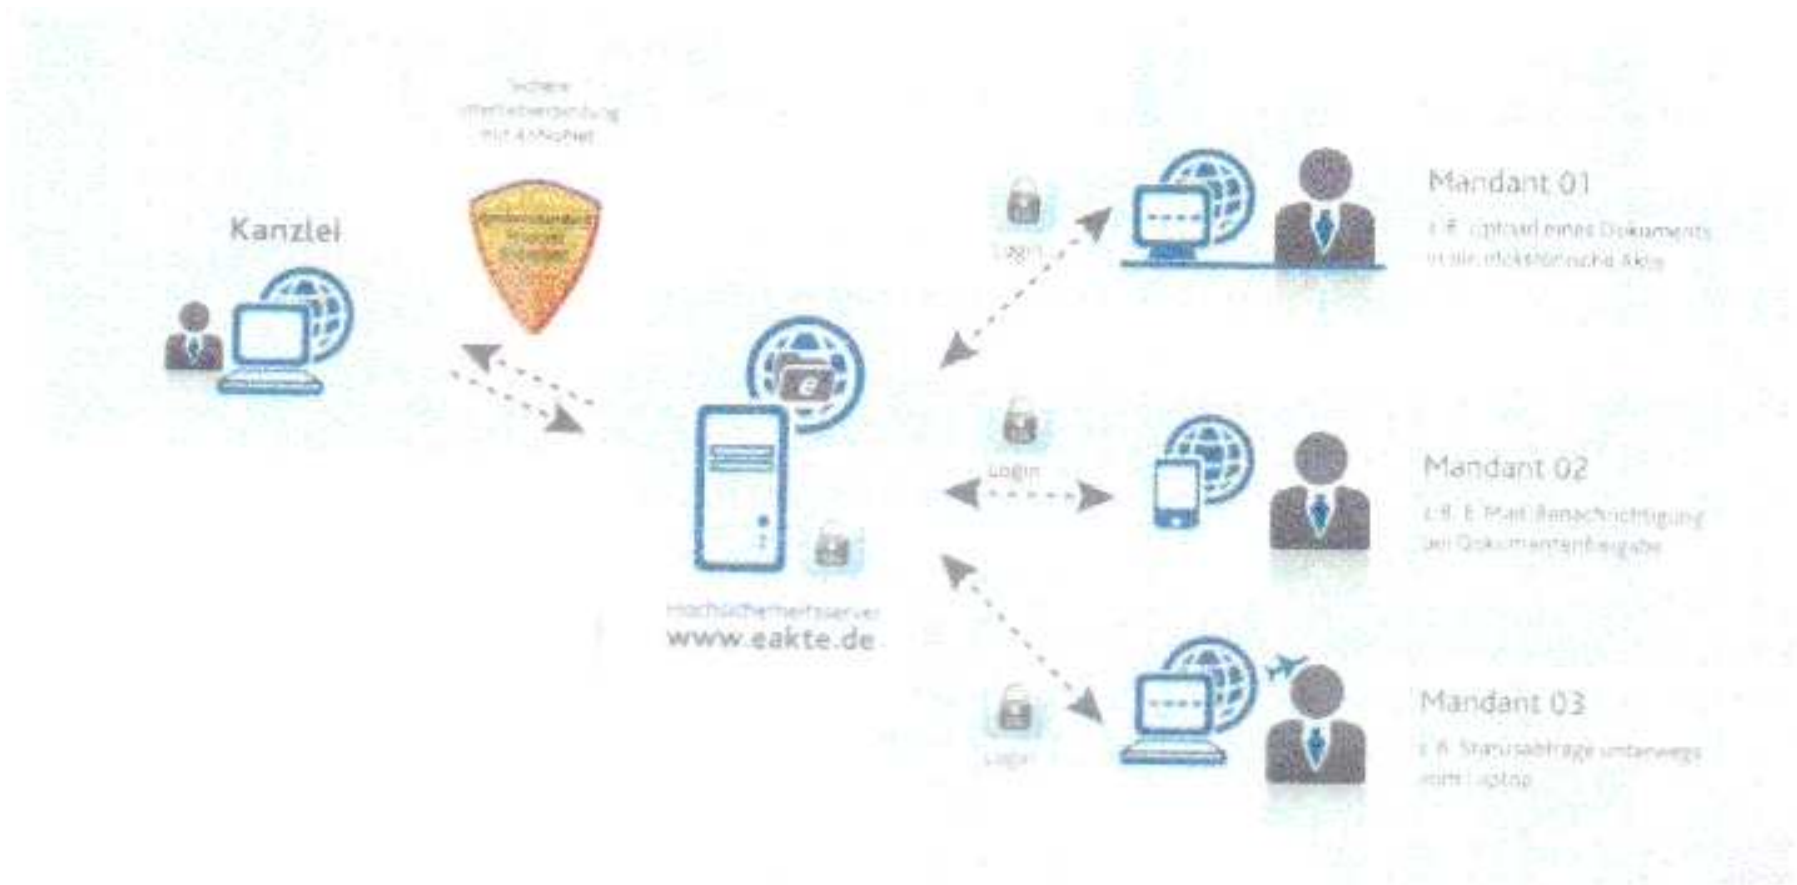 Sichere
Internetverbindung
mit
Kanzlei
Login
Mandant 01
z.B. Upload eines Dokuments
in die elektronische Akte
Login
Mandant 02
z.B. E-Mail-Benachrichtigung
bei Dokumentenfreigabe
Hochsicherheitsserver
www.eakte.de
Login
Mandant 03
z.B. Statusabfrage unterwegs
vom Laptop
e